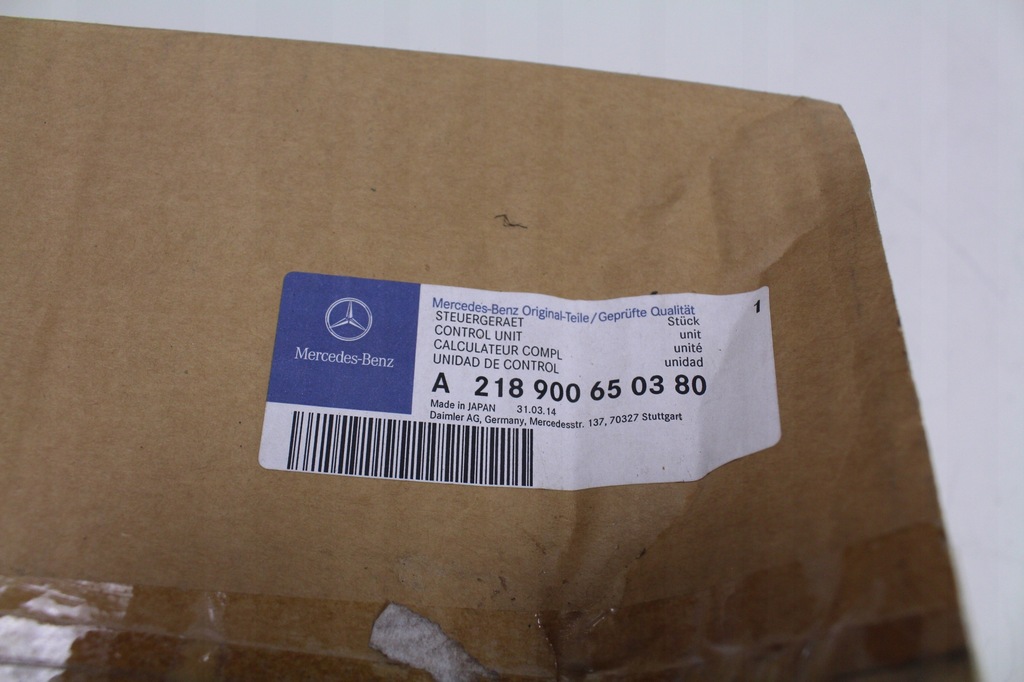 Mercedes-Benz
Mercedes-Benz Original-Teile/Geprüfte Qualität 1
STEUERGERAET Stück
CONTROL UNIT unit
CALCULATEUR COMPL unité
UNIDAD DE CONTROL unidad
A 218 900 65 03 80
Made in JAPAN 31.03.14
Daimler AG, Germany, Mercedesstr. 137, 70327 Stuttgart